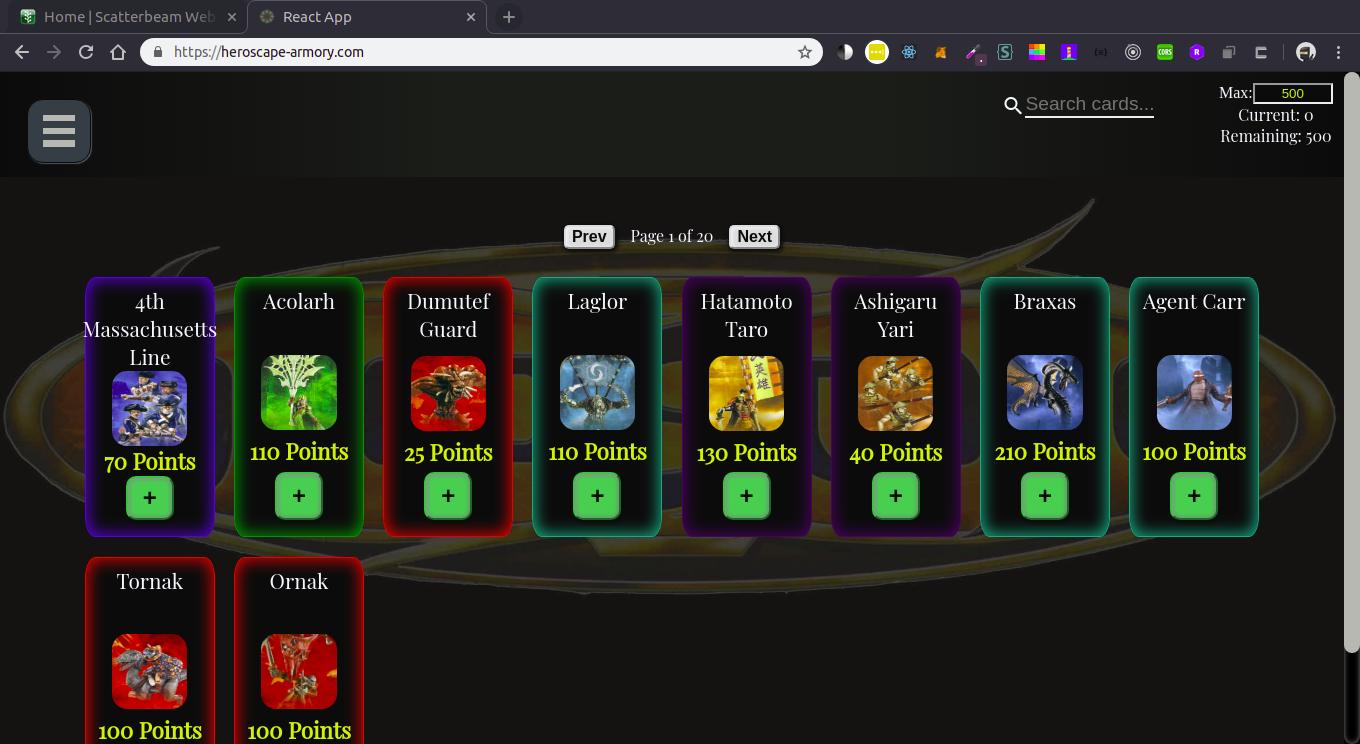 Home | Scatterbeam Web
React App
https://heroscape-armory.com
CORS
R
Search cards...
Max: 500
Current: 0
Remaining: 500
Prev Page 1 of 20 Next
4th Massachusetts Line
70 Points
+
Acolarh
110 Points
+
Dumutef Guard
25 Points
+
Laglor
110 Points
+
Hatamoto Taro
英雄
130 Points
+
Ashigaru Yari
40 Points
+
Braxas
210 Points
+
Agent Carr
100 Points
+
Tornak
100 Points
Ornak
100 Points